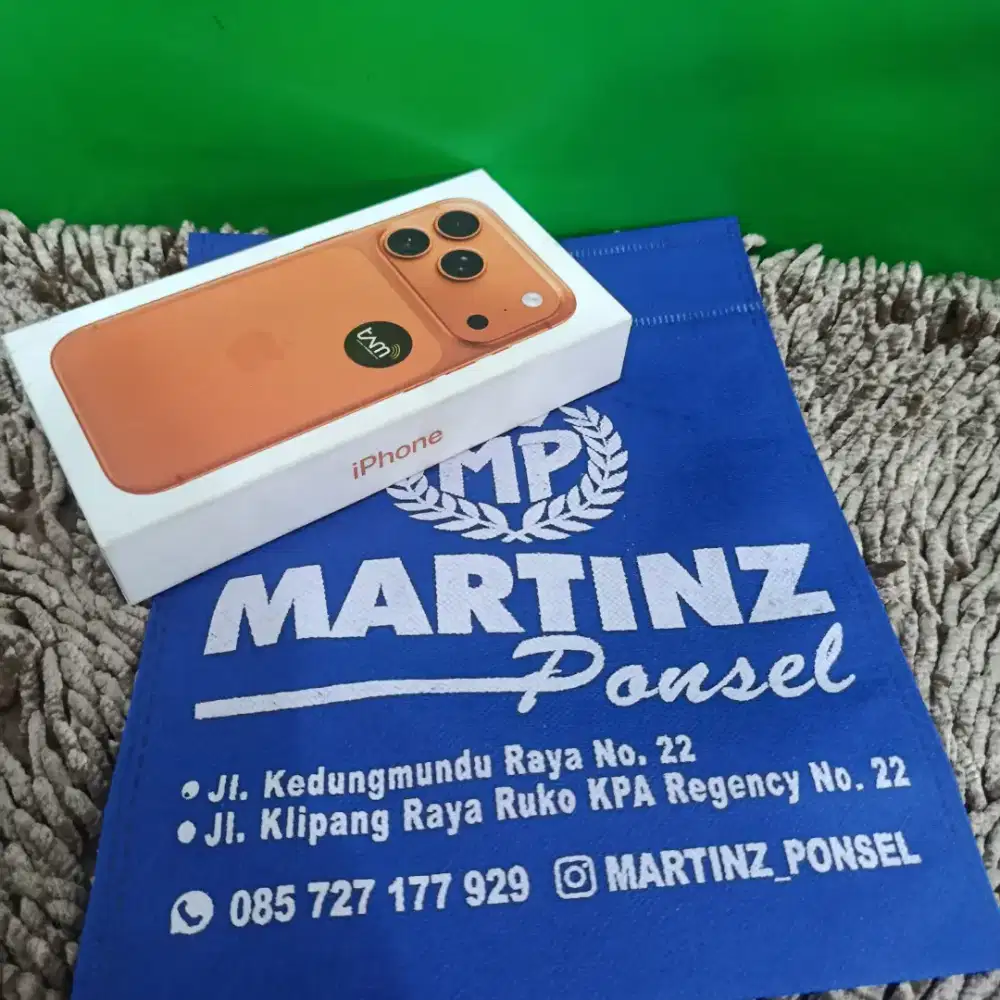 TAM
iPhone
MP
MARTINZ
Ponsel
• Jl. Kedungmundu Raya No. 22
• Jl. Klipang Raya Ruko KPA Regency No. 22
085 727 177 929 MARTINZ_PONSEL